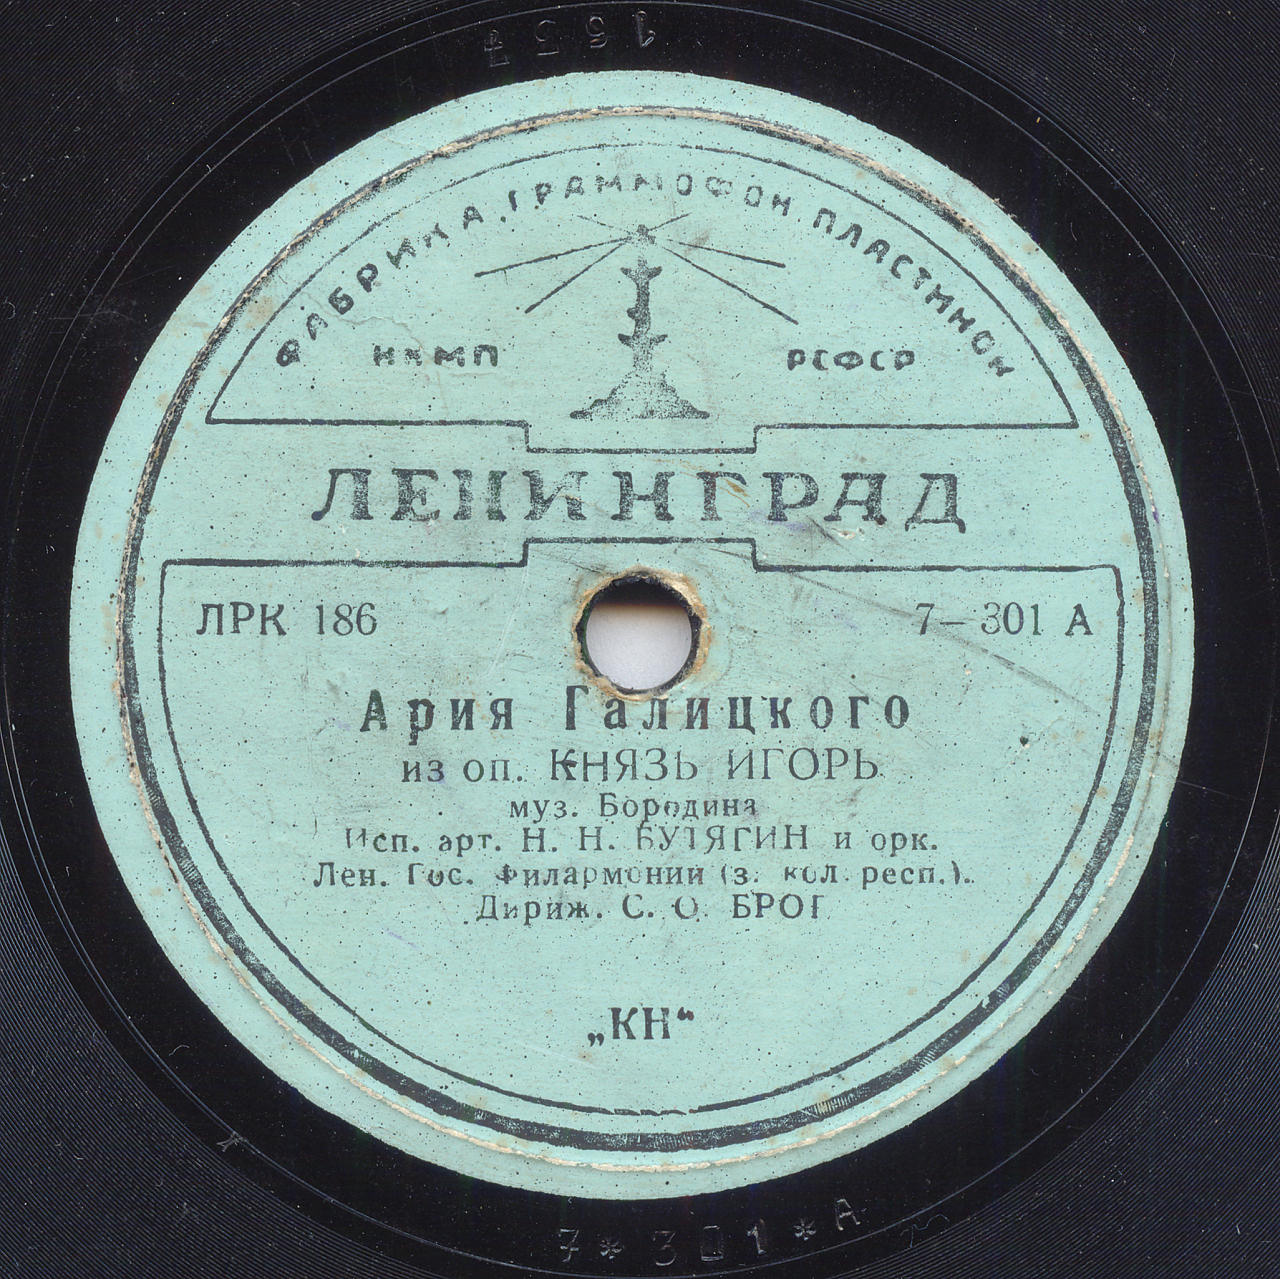 1537
ФАБРИКА ГРАММОФОН. ПЛАСТИНОК
НКМП РСФСР
ЛЕНИНГРАД
ЛРК 186 7—301 А
Ария Галицкого
из оп. КНЯЗЬ ИГОРЬ
муз. Бородина
Исп. арт. Н. Н. БУТЯГИН и орк.
Лен. Гос. Филармонии (з. кол. респ.).
Дириж. С. О. БРОГ
„КН“
7*301*А